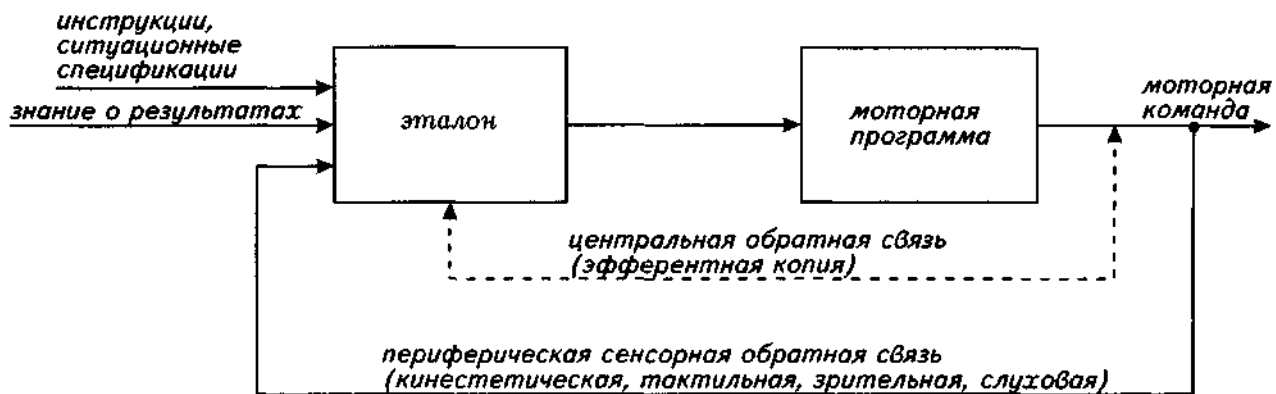 инструкции,
ситуационные
спецификации
знание о результатах
эталон
моторная
программа
моторная
команда
центральная обратная связь
(эфферентная копия)
периферическая сенсорная обратная связь
(кинестетическая, тактильная, зрительная, слуховая)